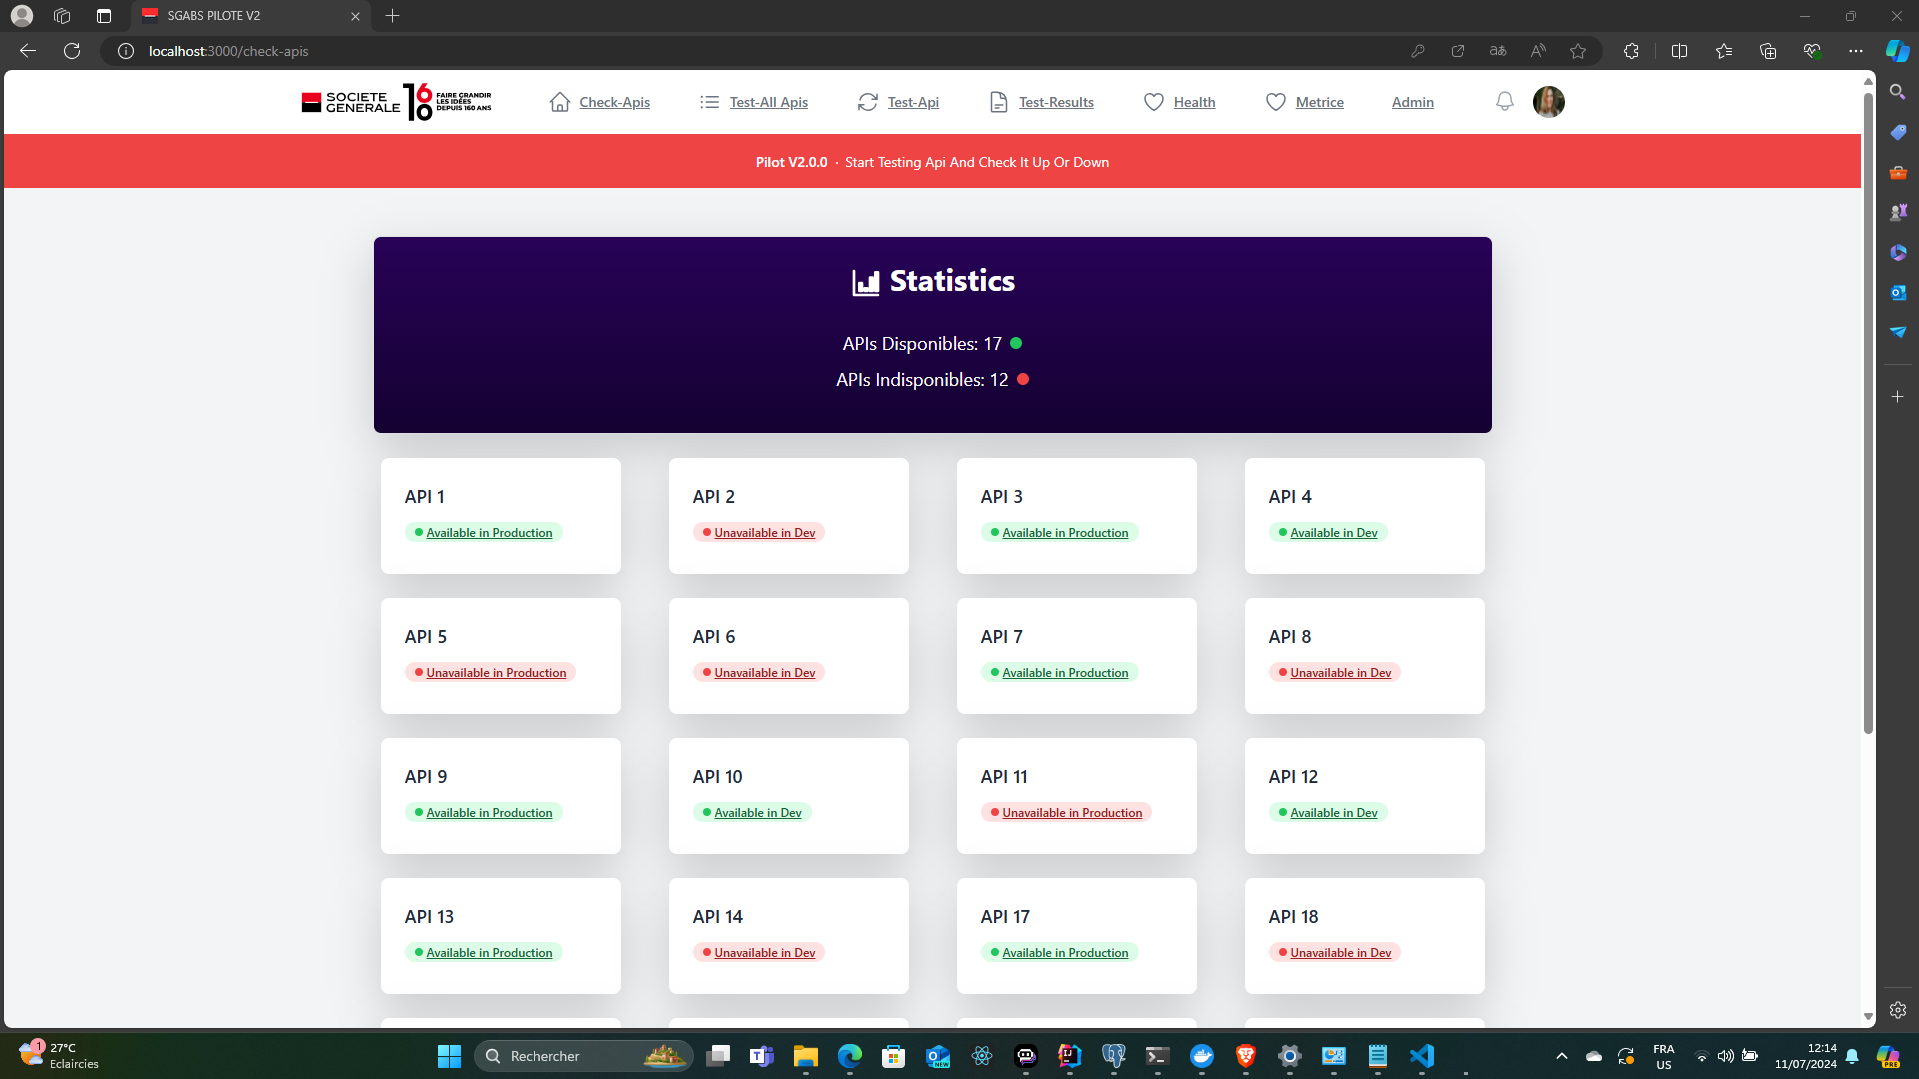 SGABS PILOTE V2
localhost:3000/check-apis
SOCIETE GENERALE
160
FAIRE GRANDIR LES IDÉES DEPUIS 160 ANS
Check-Apis
Test-All Apis
Test-Api
Test-Results
Health
Metrice
Admin
Pilot V2.0.0 · Start Testing Api And Check It Up Or Down
Statistics
APIs Disponibles: 17
APIs Indisponibles: 12
API 1
Available in Production
API 2
Unavailable in Dev
API 3
Available in Production
API 4
Available in Dev
API 5
Unavailable in Production
API 6
Unavailable in Dev
API 7
Available in Production
API 8
Unavailable in Dev
API 9
Available in Production
API 10
Available in Dev
API 11
Unavailable in Production
API 12
Available in Dev
API 13
Available in Production
API 14
Unavailable in Dev
API 17
Available in Production
API 18
Unavailable in Dev
1
27°C
Eclaircies
Rechercher
NEW
FRA
US
12:14
11/07/2024
PRE